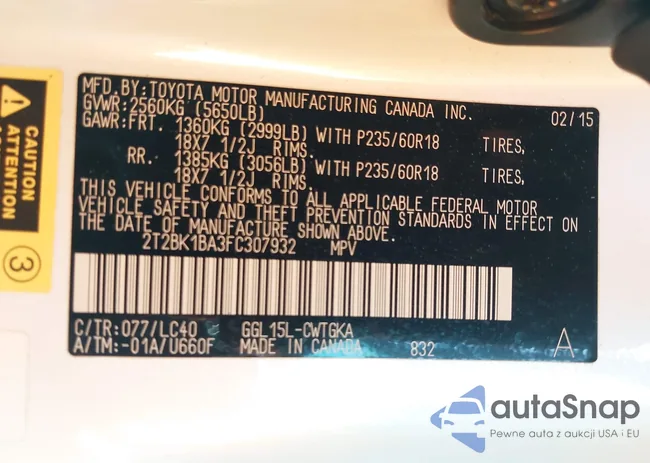 MFD. BY: TOYOTA MOTOR MANUFACTURING CANADA INC.
GVWR: 2560KG (5650LB) 02/15
GAWR: FRT. 1360KG (2999LB) WITH P235/60R18 TIRES,
18X7 1/2J RIMS.
RR. 1385KG (3056LB) WITH P235/60R18 TIRES,
18X7 1/2J RIMS.
THIS VEHICLE CONFORMS TO ALL APPLICABLE FEDERAL MOTOR
VEHICLE SAFETY AND THEFT PREVENTION STANDARDS IN EFFECT ON
THE DATE OF MANUFACTURE SHOWN ABOVE.
2T2BK1BA3FC307932 MPV
C/TR: 077/LC40 GGL15L-CWTGKA
A/TM: -01A/U660F MADE IN CANADA 832 A
3
autaSnap
Pewne auta z aukcji USA i EU